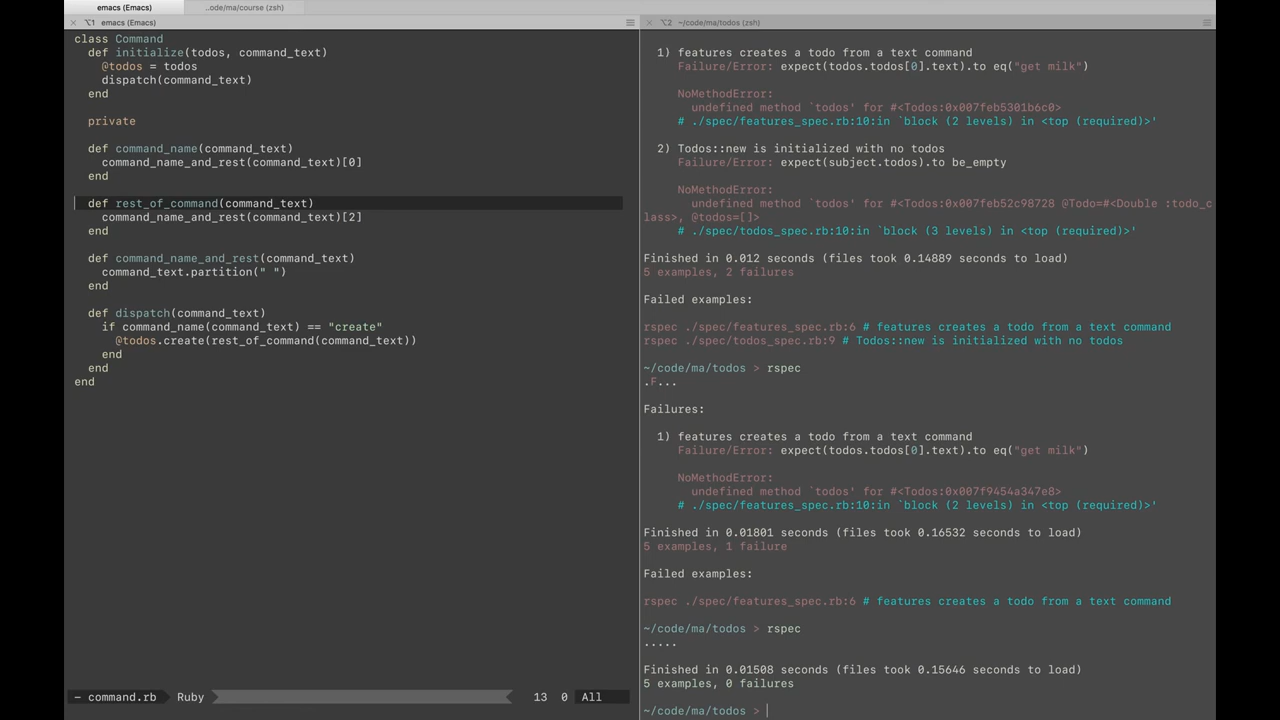 emacs (Emacs)
..ode/ma/course (zsh)
⌥1 emacs (Emacs)
class Command
  def initialize(todos, command_text)
    @todos = todos
    dispatch(command_text)
  end
  private
  def command_name(command_text)
    command_name_and_rest(command_text)[0]
  end
  def rest_of_command(command_text)
    command_name_and_rest(command_text)[2]
  end
  def command_name_and_rest(command_text)
    command_text.partition(" ")
  end
  def dispatch(command_text)
    if command_name(command_text) == "create"
      @todos.create(rest_of_command(command_text))
    end
  end
end
- command.rb Ruby 13 0 All
⌥2 ~/code/ma/todos (zsh)
  1) features creates a todo from a text command
     Failure/Error: expect(todos.todos[0].text).to eq("get milk")
     NoMethodError:
       undefined method `todos' for #<Todos:0x007feb5301b6c0>
     # ./spec/features_spec.rb:10:in `block (2 levels) in <top (required)>'
  2) Todos::new is initialized with no todos
     Failure/Error: expect(subject.todos).to be_empty
     NoMethodError:
       undefined method `todos' for #<Todos:0x007feb52c98728 @Todo=#<Double :todo_c
lass>, @todos=[]>
     # ./spec/todos_spec.rb:10:in `block (3 levels) in <top (required)>'
Finished in 0.012 seconds (files took 0.14889 seconds to load)
5 examples, 2 failures
Failed examples:
rspec ./spec/features_spec.rb:6 # features creates a todo from a text command
rspec ./spec/todos_spec.rb:9 # Todos::new is initialized with no todos
~/code/ma/todos > rspec
.F...
Failures:
  1) features creates a todo from a text command
     Failure/Error: expect(todos.todos[0].text).to eq("get milk")
     NoMethodError:
       undefined method `todos' for #<Todos:0x007f9454a347e8>
     # ./spec/features_spec.rb:10:in `block (2 levels) in <top (required)>'
Finished in 0.01801 seconds (files took 0.16532 seconds to load)
5 examples, 1 failure
Failed examples:
rspec ./spec/features_spec.rb:6 # features creates a todo from a text command
~/code/ma/todos > rspec
.....
Finished in 0.01508 seconds (files took 0.15646 seconds to load)
5 examples, 0 failures
~/code/ma/todos >